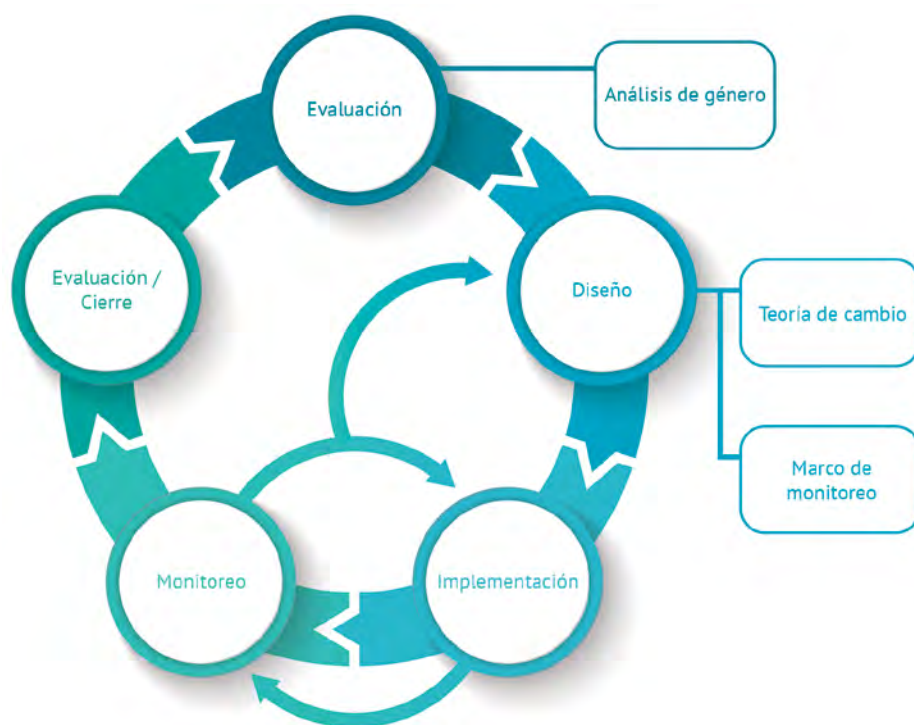 Evaluación
Análisis de género
Diseño
Teoría de cambio
Marco de
monitoreo
Implementación
Monitoreo
Evaluación /
Cierre